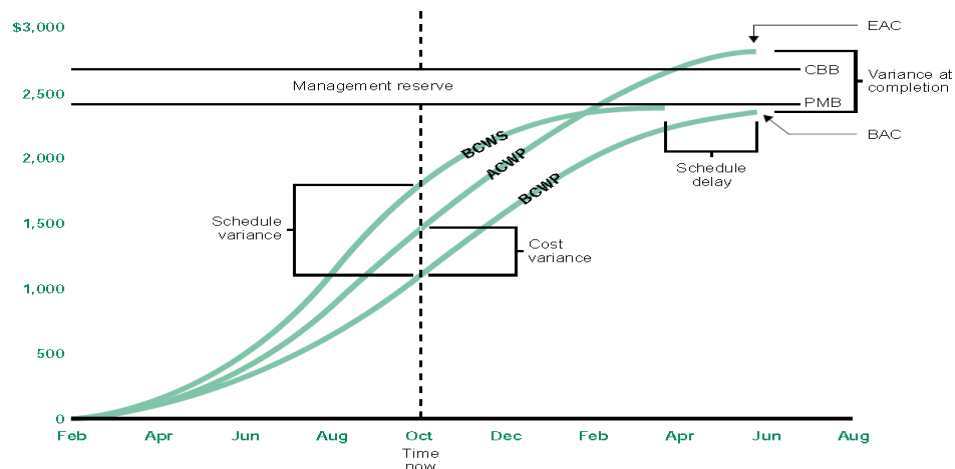 $3,000
EAC
CBB
Variance at
completion
Management reserve
2,500
PMB
BAC
BCWS
ACWP
BCWP
2,000
Schedule
delay
Schedule
variance
1,500
Cost
variance
1,000
500
0
Feb Apr Jun Aug Oct Dec Feb Apr Jun Aug
Time
now